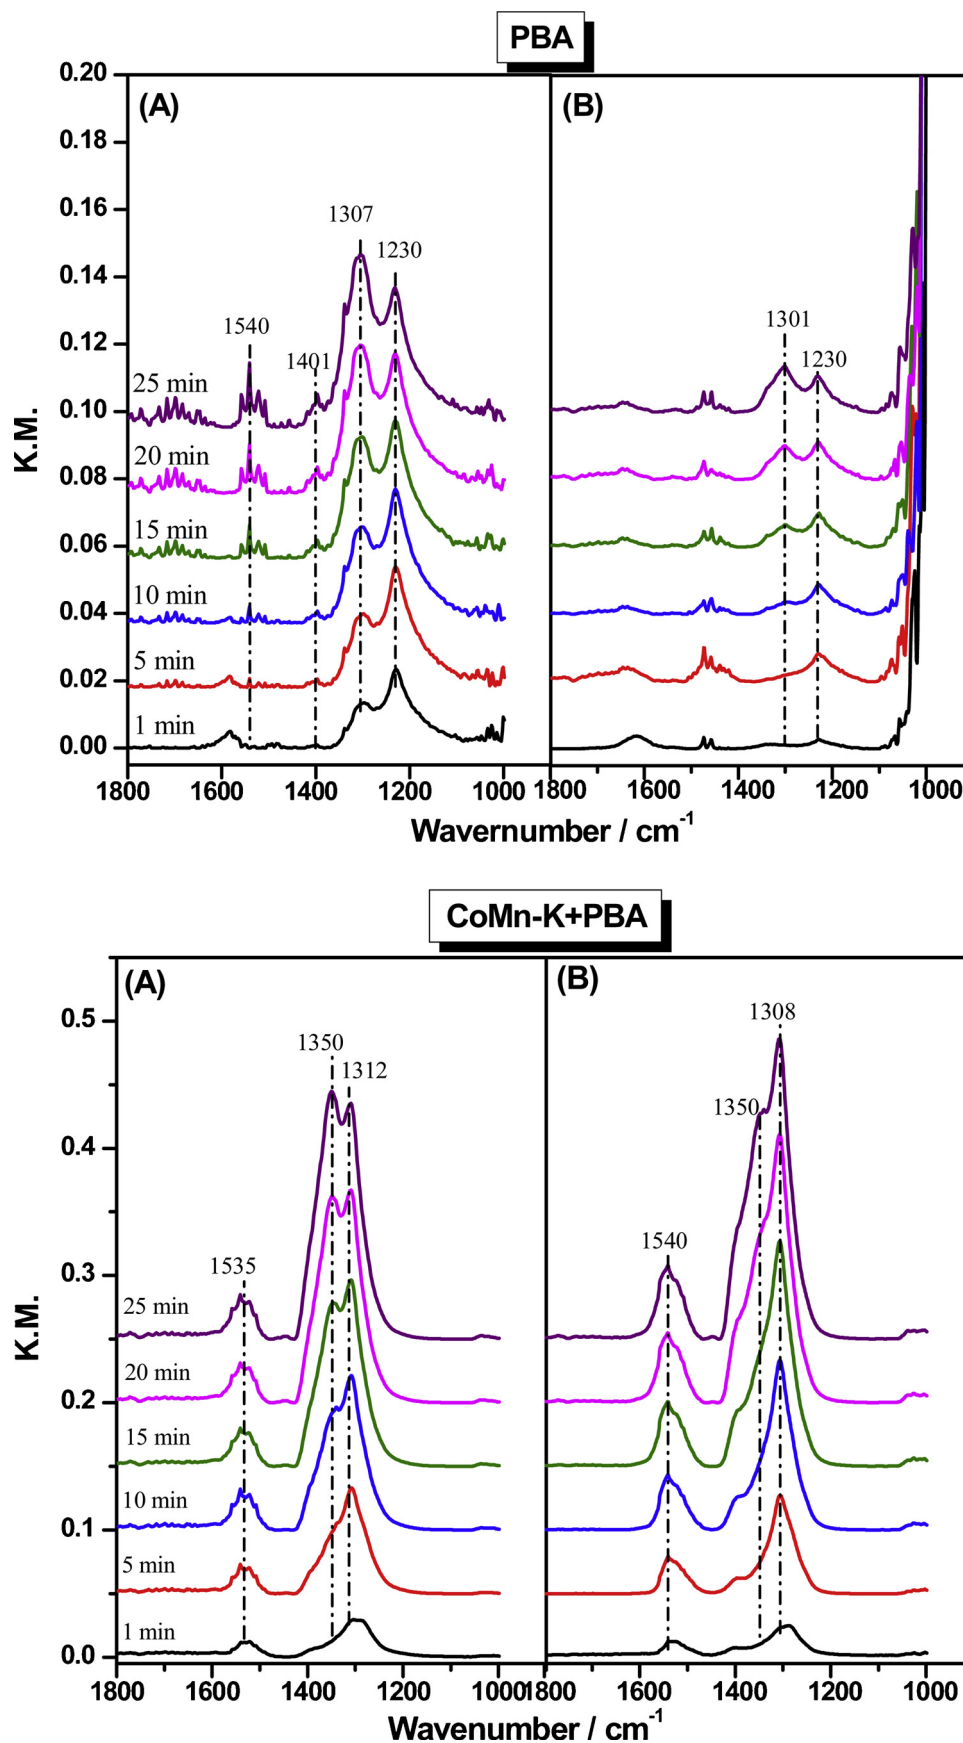 PBA
(A)
(B)
0.20
0.18
0.16
0.14
0.12
0.10
0.08
0.06
0.04
0.02
0.00
K.M.
1307
1230
1540
1401
1301
1230
25 min
20 min
15 min
10 min
5 min
1 min
1800 1600 1400 1200 1000 1800 1600 1400 1200 1000
Wavernumber / cm-1
CoMn-K+PBA
(A)
(B)
0.5
0.4
0.3
0.2
0.1
0.0
K.M.
1350
1312
1535
1308
1350
1540
25 min
20 min
15 min
10 min
5 min
1 min
1800 1600 1400 1200 1000 1800 1600 1400 1200 1000
Wavenumber / cm-1